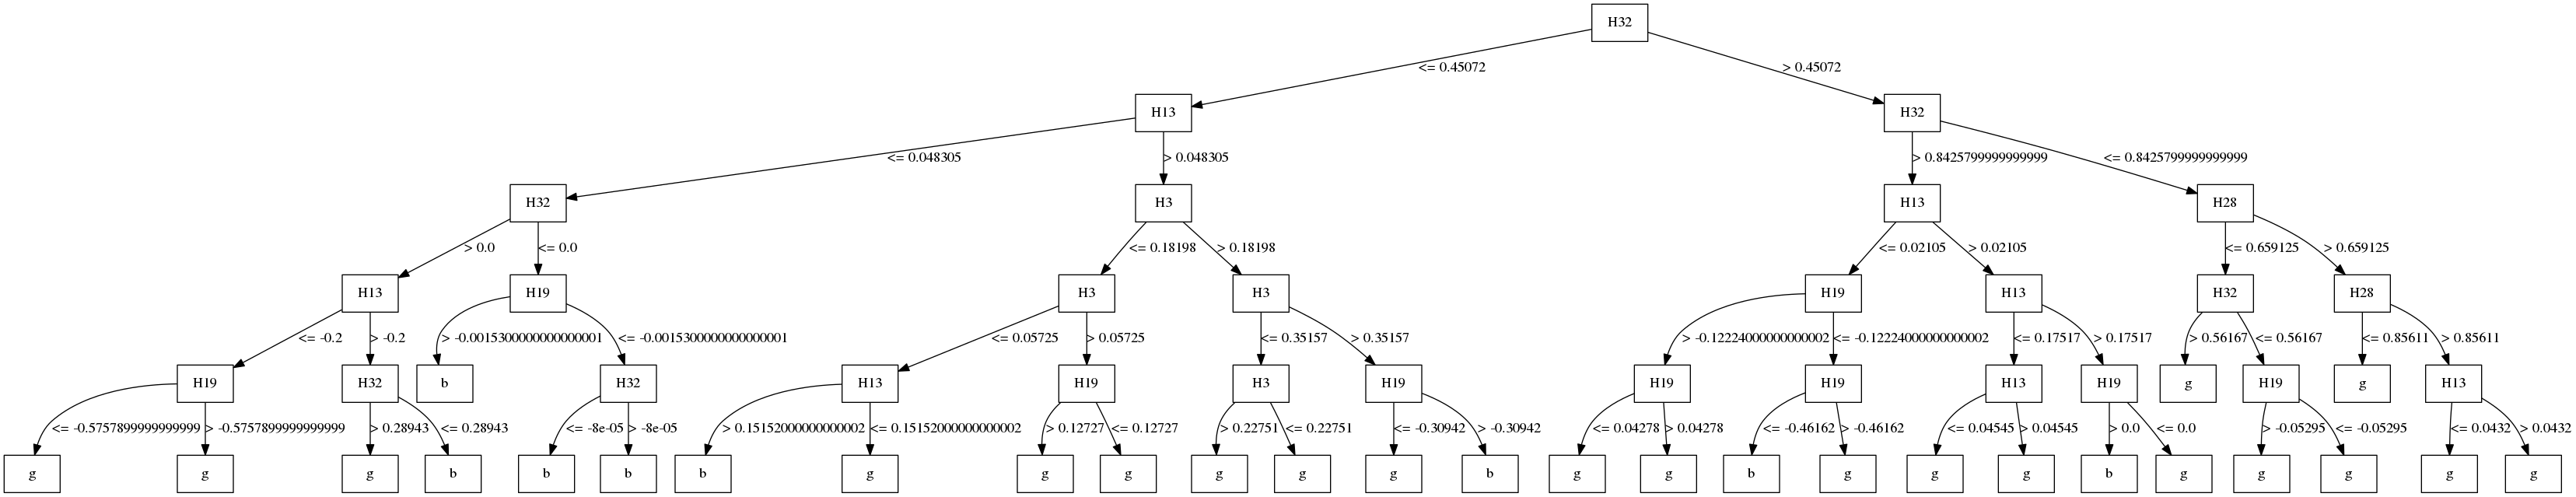 H32
<= 0.45072
> 0.45072
H13
H32
<= 0.048305
> 0.048305
> 0.8425799999999999
<= 0.8425799999999999
H32
H3
H13
H28
> 0.0
<= 0.0
<= 0.18198
> 0.18198
<= 0.02105
> 0.02105
<= 0.659125
> 0.659125
H13
H19
H3
H3
H19
H13
H32
H28
<= -0.2
> -0.2
> -0.0015300000000000001
<= -0.0015300000000000001
<= 0.05725
> 0.05725
<= 0.35157
> 0.35157
> -0.12224000000000002
<= -0.12224000000000002
<= 0.17517
> 0.17517
> 0.56167
<= 0.56167
<= 0.85611
> 0.85611
H19
H32
b
H32
H13
H19
H3
H19
H19
H19
H13
H19
g
H19
g
H13
<= -0.5757899999999999
> -0.5757899999999999
> 0.28943
<= 0.28943
<= -8e-05
> -8e-05
> 0.15152000000000002
<= 0.15152000000000002
> 0.12727
<= 0.12727
> 0.22751
<= 0.22751
<= -0.30942
> -0.30942
<= 0.04278
> 0.04278
<= -0.46162
> -0.46162
<= 0.04545
> 0.04545
> 0.0
<= 0.0
> -0.05295
<= -0.05295
<= 0.0432
> 0.0432
g
g
g
b
b
b
b
g
g
g
g
g
g
b
g
g
b
g
g
g
b
g
g
g
g
g